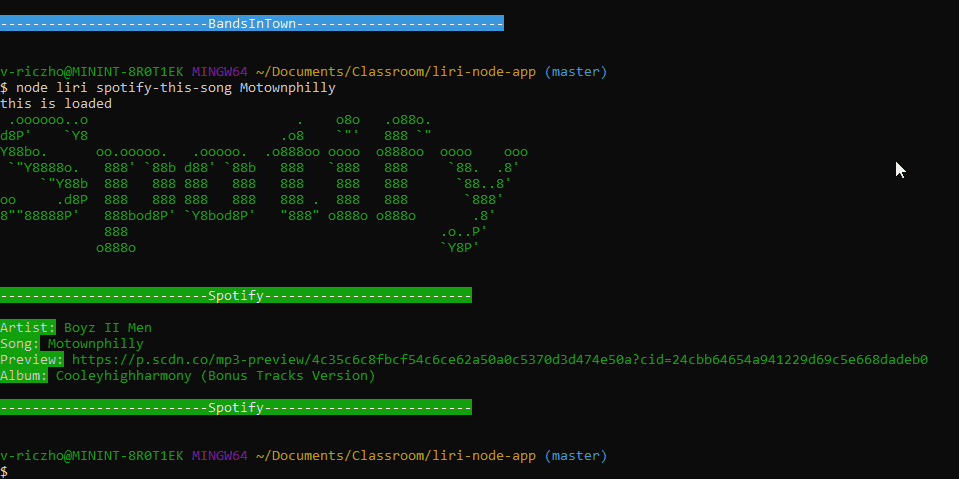 --------------------------BandsInTown--------------------------
v-riczho@MININT-8R0T1EK MINGW64 ~/Documents/Classroom/liri-node-app (master)
$ node liri spotify-this-song Motownphilly
this is loaded
 .oooooo..o                          .    o8o   .o88o.
d8P'    `Y8                        .o8    `"'   888 `"
Y88bo.      oo.ooooo.   .ooooo.  .o888oo oooo  o888oo  oooo    ooo
 `"Y8888o.   888' `88b d88' `88b   888   `888   888     `88.  .8'
     `"Y88b  888   888 888   888   888    888   888      `88..8'
oo     .d8P  888   888 888   888   888 .  888   888       `888'
8""88888P'   888bod8P' `Y8bod8P'   "888" o888o o888o       .8'
             888                                       .o..P'
            o888o                                      `Y8P'
--------------------------Spotify--------------------------
Artist: Boyz II Men
Song: Motownphilly
Preview: https://p.scdn.co/mp3-preview/4c35c6c8fbcf54c6ce62a50a0c5370d3d474e50a?cid=24cbb64654a941229d69c5e668dadeb0
Album: Cooleyhighharmony (Bonus Tracks Version)
--------------------------Spotify--------------------------
v-riczho@MININT-8R0T1EK MINGW64 ~/Documents/Classroom/liri-node-app (master)
$